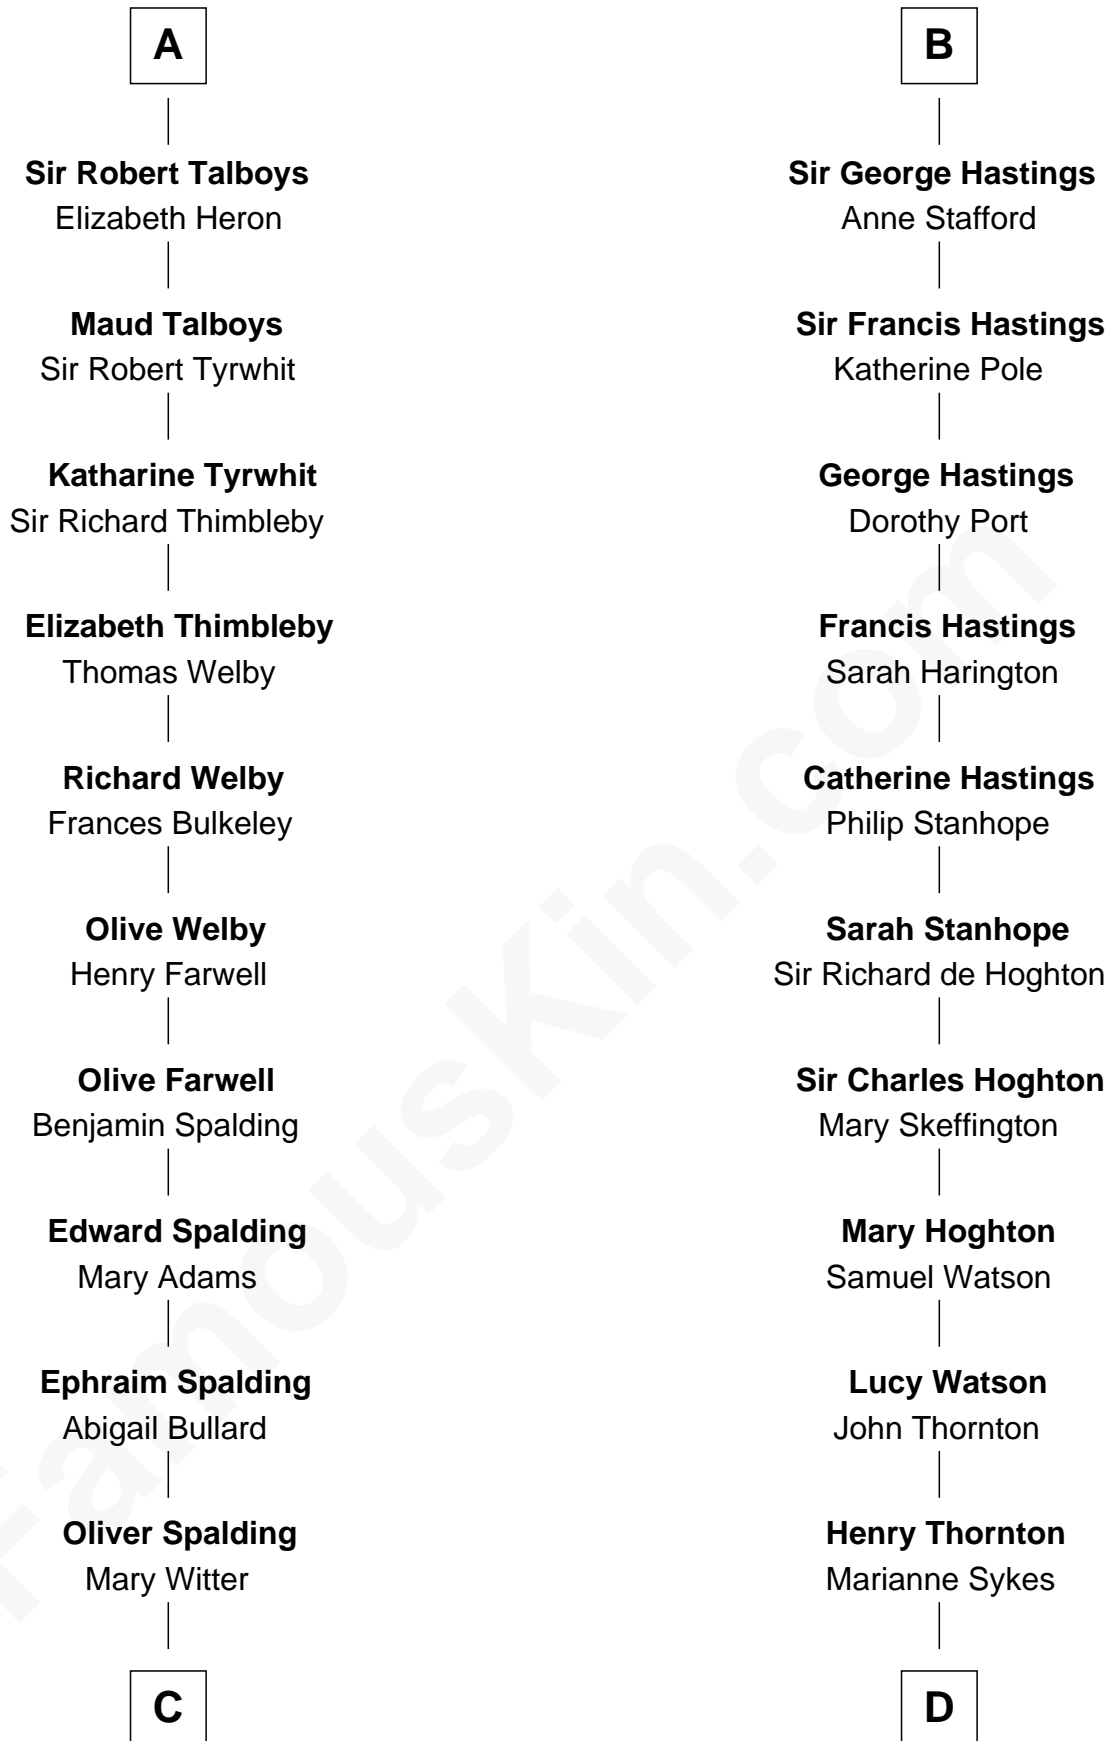 A
Sir Robert Talboys
Elizabeth Heron
Maud Talboys
Sir Robert Tyrwhit
Katharine Tyrwhit
Sir Richard Thimbleby
Elizabeth Thimbleby
Thomas Welby
Richard Welby
Frances Bulkeley
Olive Welby
Henry Farwell
Olive Farwell
Benjamin Spalding
Edward Spalding
Mary Adams
Ephraim Spalding
Abigail Bullard
Oliver Spalding
Mary Witter
C
B
Sir George Hastings
Anne Stafford
Sir Francis Hastings
Katherine Pole
George Hastings
Dorothy Port
Francis Hastings
Sarah Harington
Catherine Hastings
Philip Stanhope
Sarah Stanhope
Sir Richard de Hoghton
Sir Charles Hoghton
Mary Skeffington
Mary Hoghton
Samuel Watson
Lucy Watson
John Thornton
Henry Thornton
Marianne Sykes
D
FamousKin.com